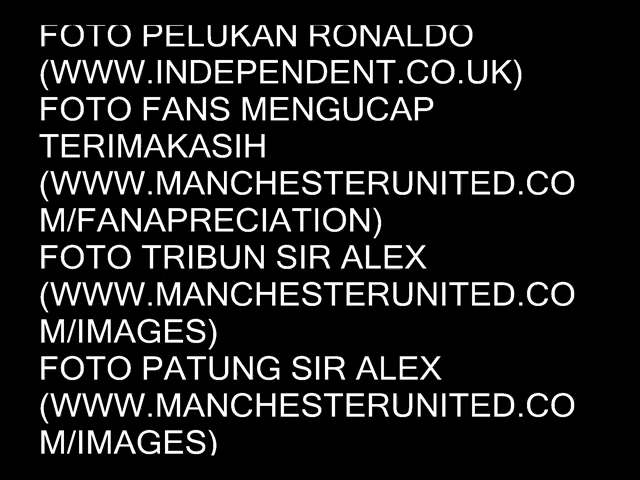 FOTO PELUKAN RONALDO
(WWW.INDEPENDENT.CO.UK)
FOTO FANS MENGUCAP
TERIMAKASIH
(WWW.MANCHESTERUNITED.CO
M/FANAPRECIATION)
FOTO TRIBUN SIR ALEX
(WWW.MANCHESTERUNITED.CO
M/IMAGES)
FOTO PATUNG SIR ALEX
(WWW.MANCHESTERUNITED.CO
M/IMAGES)